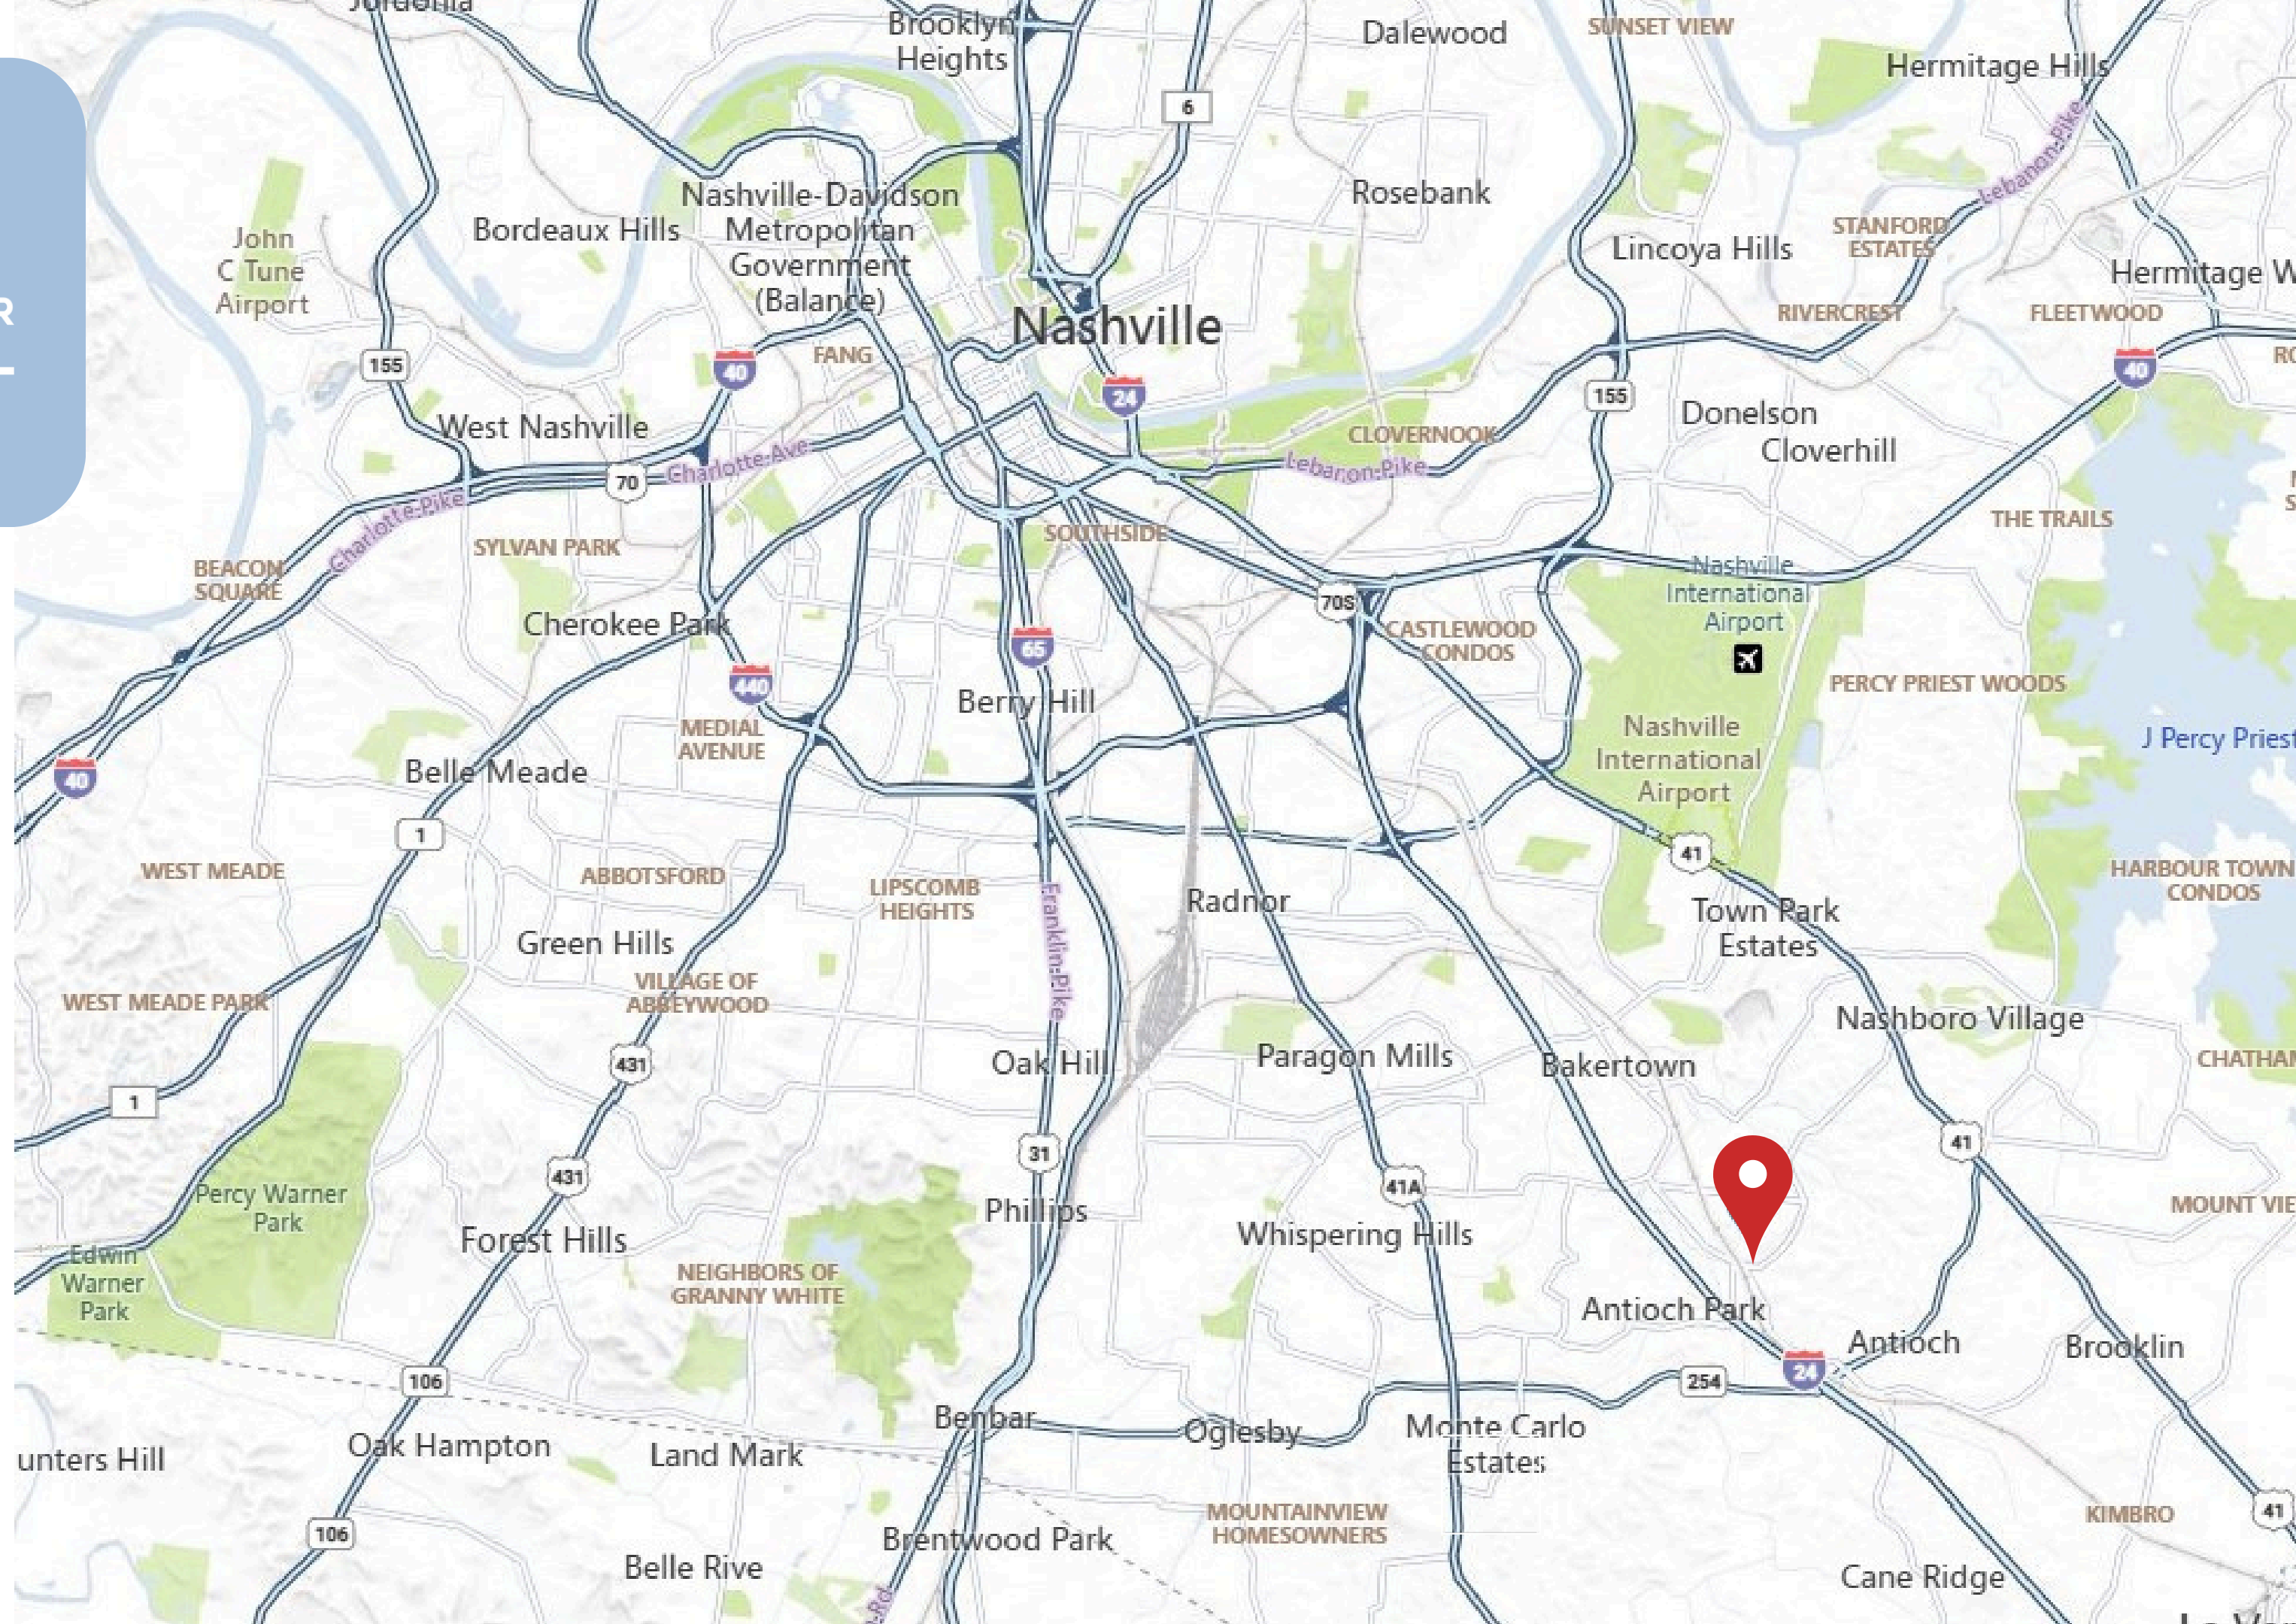 Jordonia
Brooklyn
Heights
Dalewood
SUNSET VIEW
Hermitage Hills
6
Lebanon-Pike
Nashville-Davidson
Metropolitan
Government
(Balance)
Bordeaux Hills
Rosebank
John
C Tune
Airport
STANFORD
ESTATES
Lincoya Hills
Hermitage W
R
RIVERCREST
FLEETWOOD
Nashville
FANG
40
155
24
155
40
RO
West Nashville
Donelson
Cloverhill
CLOVERNOOK
Charlotte-Ave
Lebanon-Pike
70
Charlotte-Pike
THE TRAILS
SOUTHSIDE
SYLVAN PARK
BEACON
SQUARE
Nashville
International
Airport
70S
Cherokee Park
CASTLEWOOD
CONDOS
65
440
PERCY PRIEST WOODS
Berry Hill
MEDIAL
AVENUE
Nashville
International
Airport
J Percy Priest
40
Belle Meade
1
41
WEST MEADE
ABBOTSFORD
LIPSCOMB
HEIGHTS
HARBOUR TOWN
CONDOS
Radnor
Franklin-Pike
Town Park
Estates
Green Hills
VILLAGE OF
ABBEYWOOD
WEST MEADE PARK
Nashboro Village
Oak Hill
Paragon Mills
Bakertown
CHATHAM
431
1
31
41
431
41A
Percy Warner
Park
Phillips
MOUNT VIE
Forest Hills
Whispering Hills
Edwin
Warner
Park
NEIGHBORS OF
GRANNY WHITE
Antioch Park
Antioch
Brooklin
24
106
254
Benbar
Oglesby
Monte Carlo
Estates
Oak Hampton
Land Mark
unters Hill
MOUNTAINVIEW
HOMESOWNERS
KIMBRO
41
106
Brentwood Park
Belle Rive
Cane Ridge
Rd